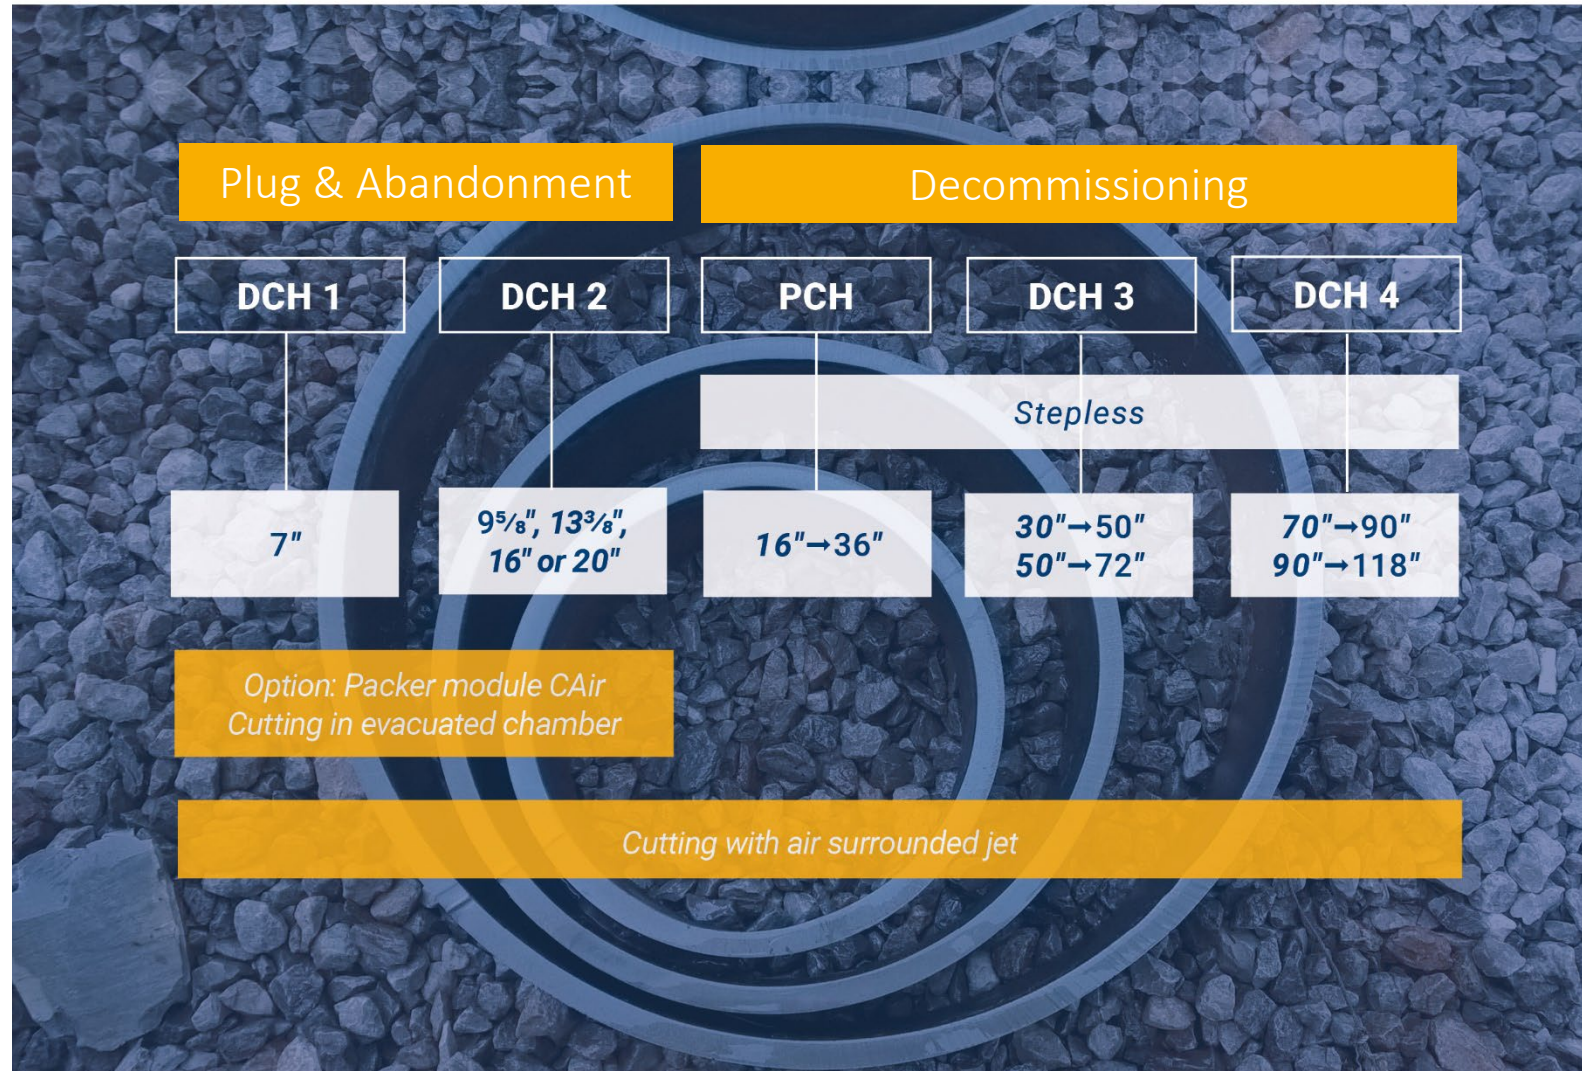 Plug & Abandonment
Decommissioning
DCH 1
DCH 2
PCH
DCH 3
DCH 4
Stepless
7"
9⁵⁄₈", 13³⁄₈",
16" or 20"
16"→36"
30"→50"
50"→72"
70"→90"
90"→118"
Option: Packer module CAir
Cutting in evacuated chamber
Cutting with air surrounded jet